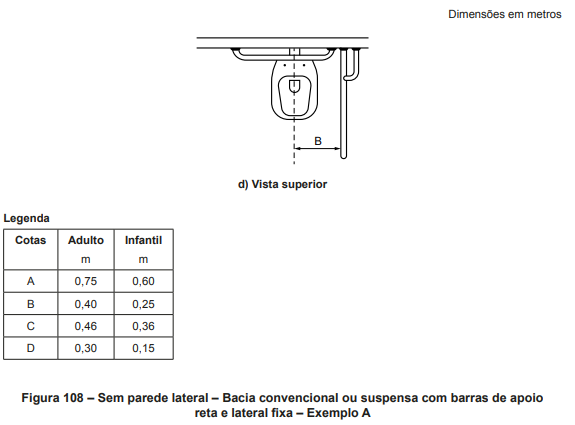 Dimensões em metros
B
d) Vista superior
Legenda
Cotas Adulto Infantil
m m
A 0,75 0,60
B 0,40 0,25
C 0,46 0,36
D 0,30 0,15
Figura 108 – Sem parede lateral – Bacia convencional ou suspensa com barras de apoio
reta e lateral fixa – Exemplo A